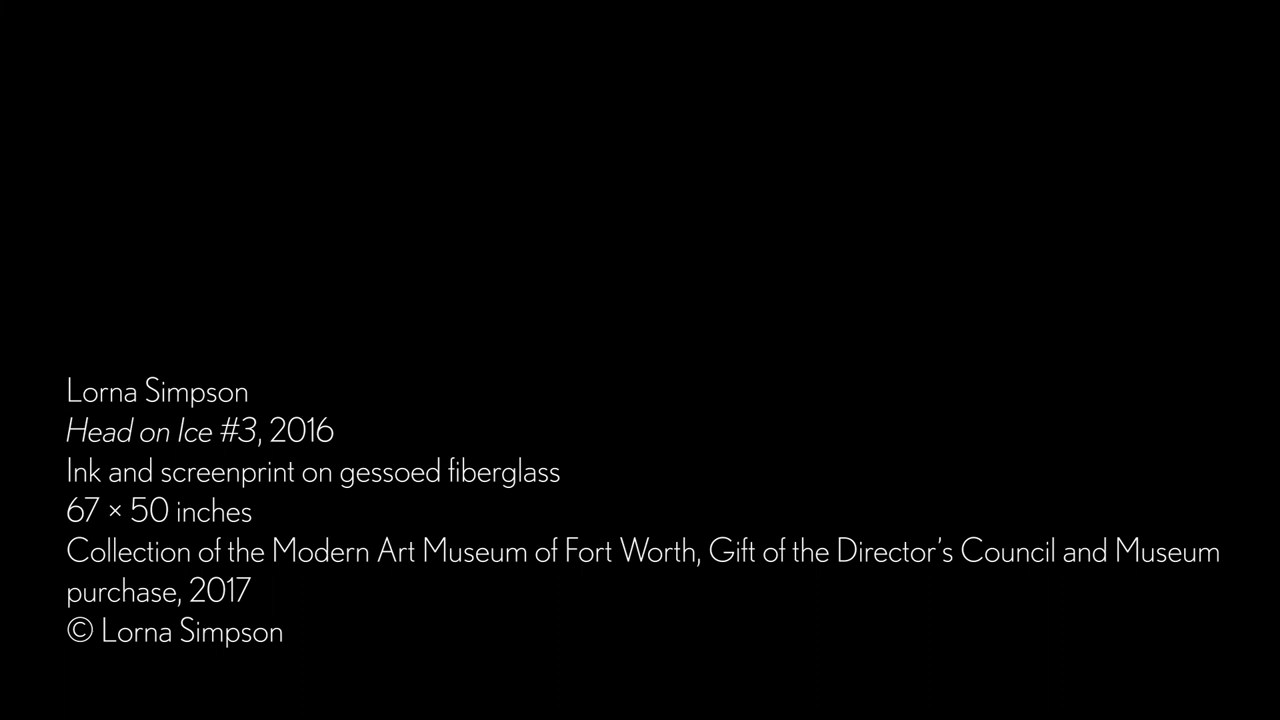 Lorna Simpson
Head on Ice #3, 2016
Ink and screenprint on gessoed fiberglass
67 × 50 inches
Collection of the Modern Art Museum of Fort Worth, Gift of the Director’s Council and Museum
purchase, 2017
© Lorna Simpson